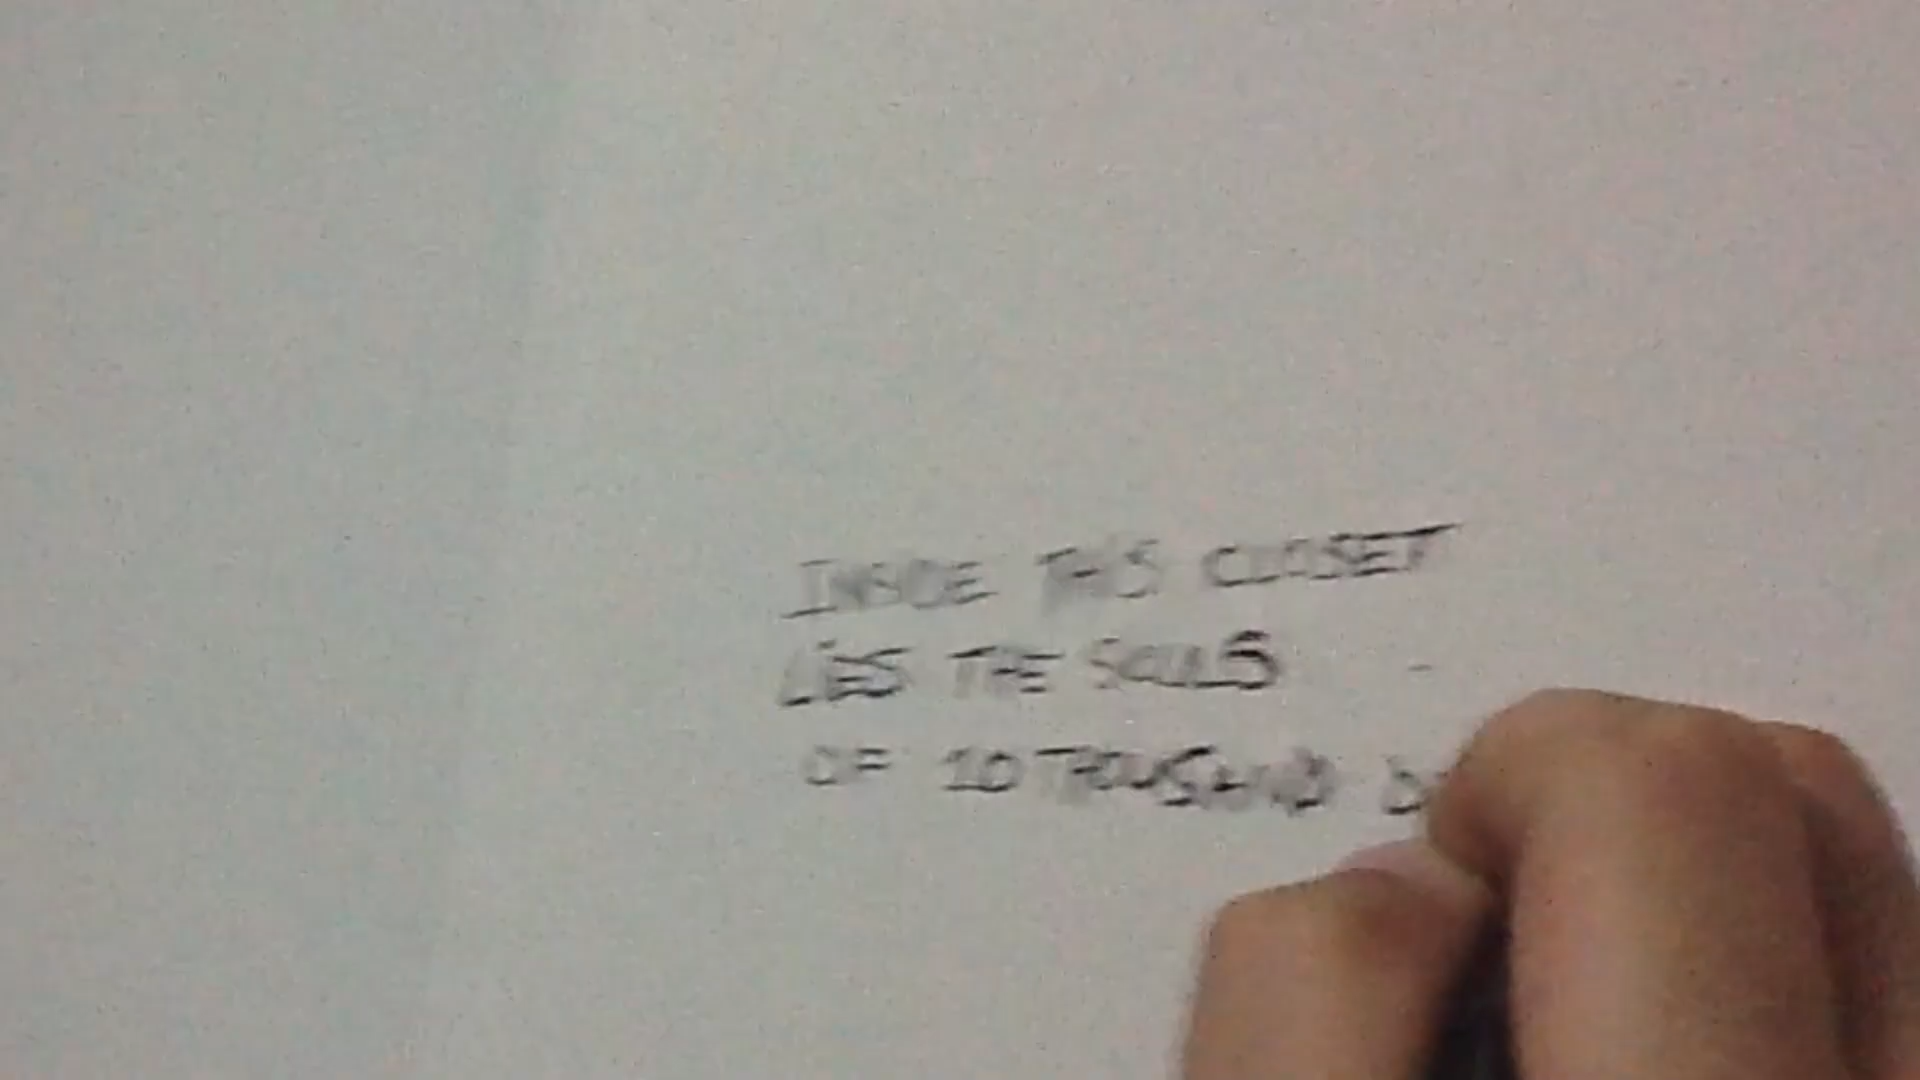 INSIDE THIS CLOSET
LIES THE SOULS
OF 10 THOUSAND